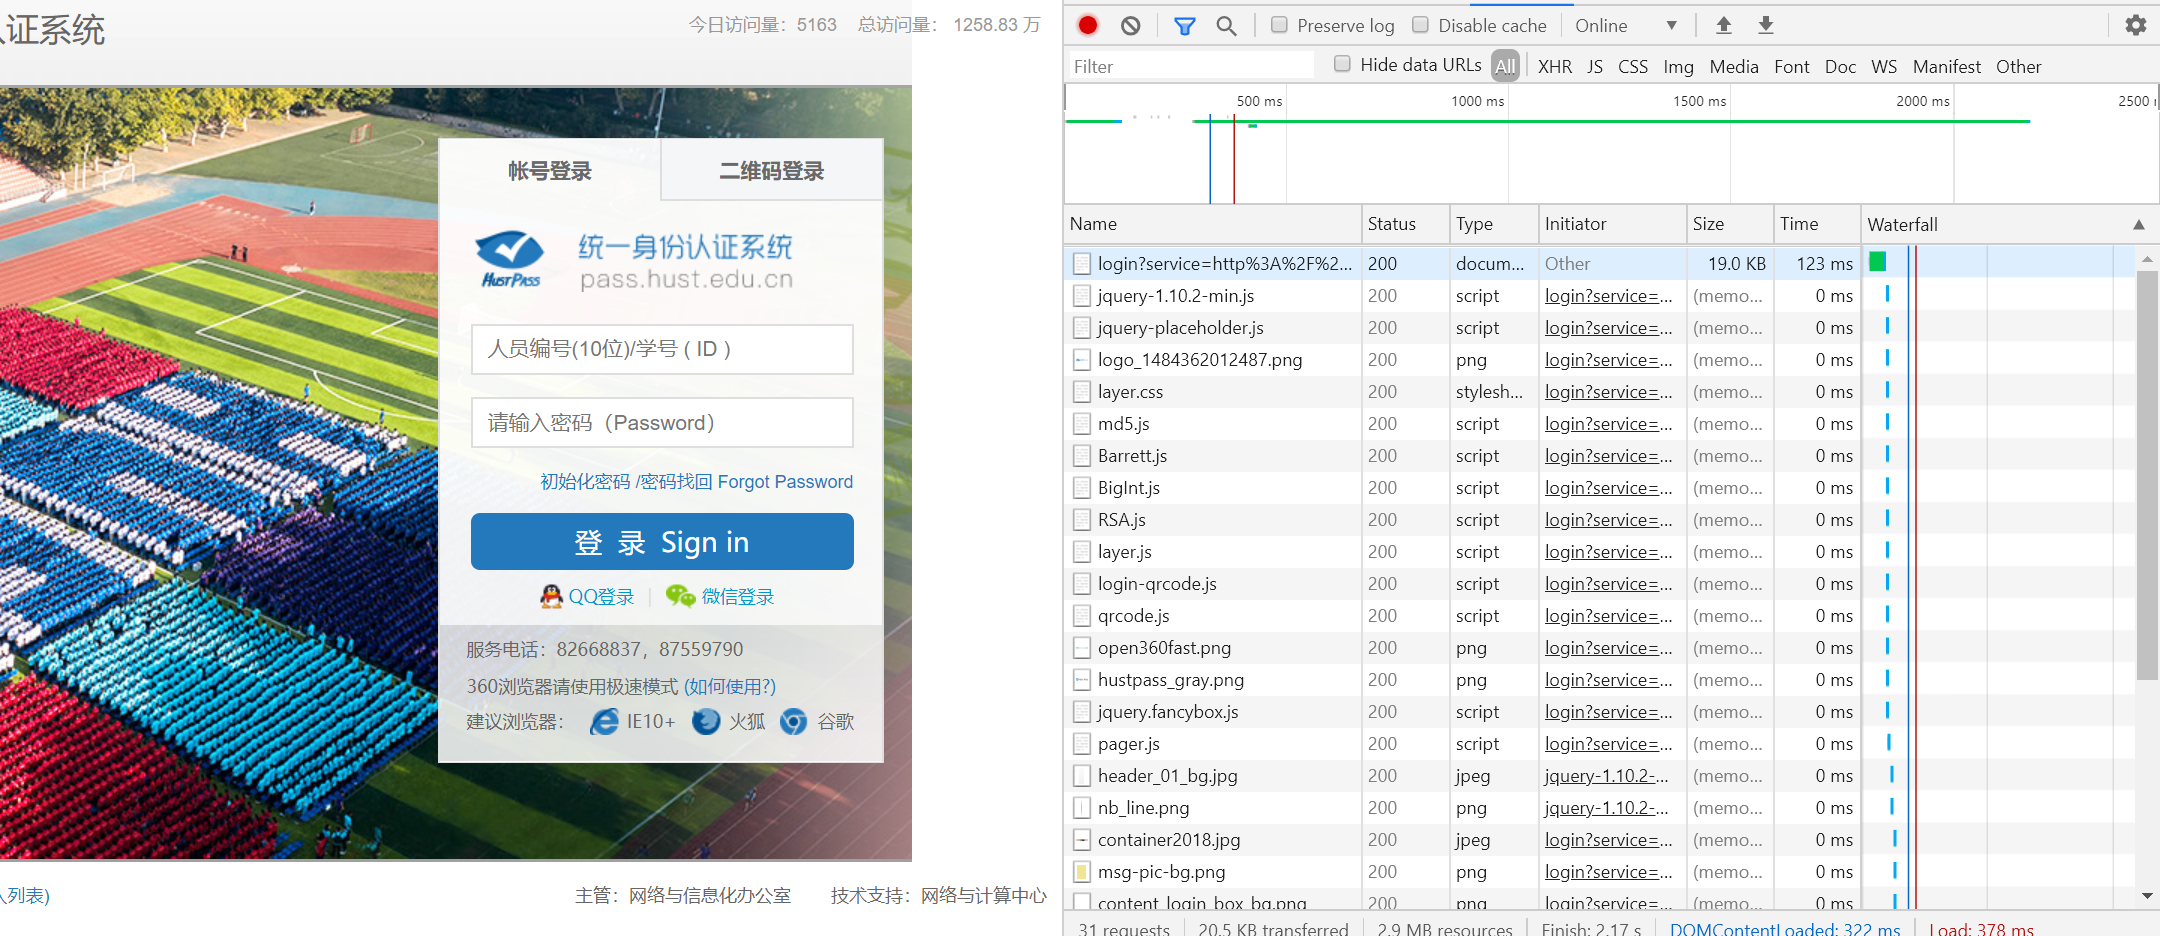 认证系统
今日访问量：5163 总访问量： 1258.83 万
帐号登录 二维码登录
HUSTPASS
统一身份认证系统
pass.hust.edu.cn
人员编号(10位)/学号 ( ID )
请输入密码（Password）
初始化密码 /密码找回 Forgot Password
登 录 Sign in
QQ登录 微信登录
服务电话：82668837，87559790
360浏览器请使用极速模式 (如何使用?)
建议浏览器： IE10+ 火狐 谷歌
人列表)
主管：网络与信息化办公室 技术支持：网络与计算中心
Preserve log Disable cache Online
Filter Hide data URLs All XHR JS CSS Img Media Font Doc WS Manifest Other
500 ms 1000 ms 1500 ms 2000 ms 2500
Name Status Type Initiator Size Time Waterfall
login?service=http%3A%2F%2... 200 docum... Other 19.0 KB 123 ms
jquery-1.10.2-min.js 200 script login?service=... (memo... 0 ms
jquery-placeholder.js 200 script login?service=... (memo... 0 ms
logo_1484362012487.png 200 png login?service=... (memo... 0 ms
layer.css 200 stylesh... login?service=... (memo... 0 ms
md5.js 200 script login?service=... (memo... 0 ms
Barrett.js 200 script login?service=... (memo... 0 ms
BigInt.js 200 script login?service=... (memo... 0 ms
RSA.js 200 script login?service=... (memo... 0 ms
layer.js 200 script login?service=... (memo... 0 ms
login-qrcode.js 200 script login?service=... (memo... 0 ms
qrcode.js 200 script login?service=... (memo... 0 ms
open360fast.png 200 png login?service=... (memo... 0 ms
hustpass_gray.png 200 png login?service=... (memo... 0 ms
jquery.fancybox.js 200 script login?service=... (memo... 0 ms
pager.js 200 script login?service=... (memo... 0 ms
header_01_bg.jpg 200 jpeg jquery-1.10.2-... (memo... 0 ms
nb_line.png 200 png jquery-1.10.2-... (memo... 0 ms
container2018.jpg 200 jpeg login?service=... (memo... 0 ms
msg-pic-bg.png 200 png login?service=... (memo... 0 ms
content_login_box_bg.png 200 png login?service=... (memo... 0 ms
31 requests 20.5 KB transferred 2.9 MB resources Finish: 2.17 s DOMContentLoaded: 322 ms Load: 378 ms